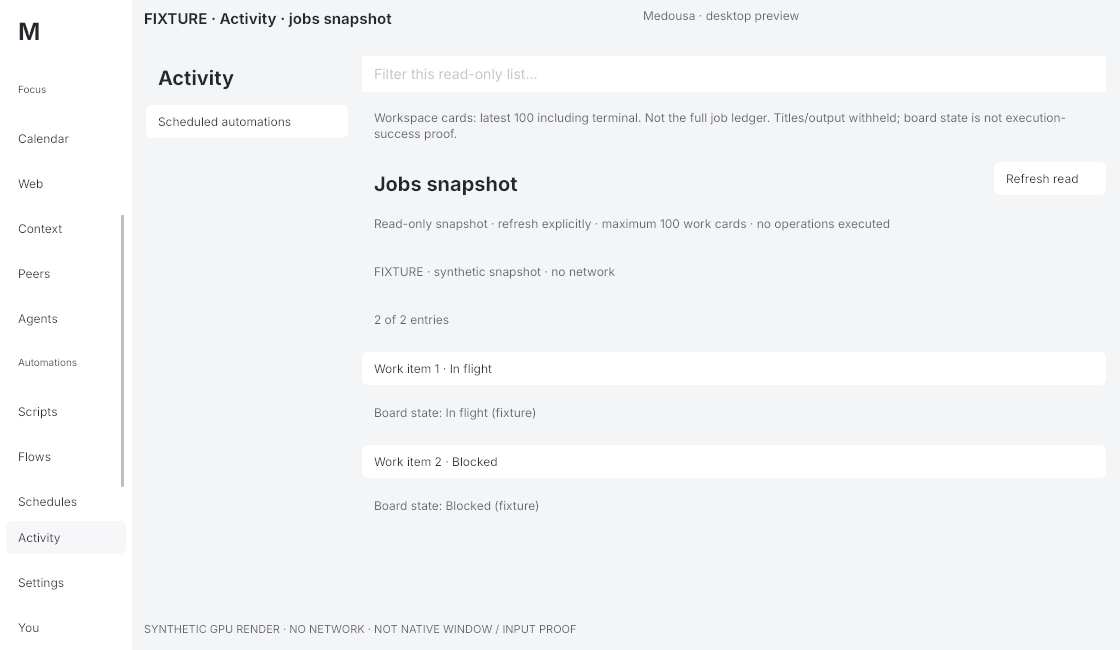 M
Focus
Calendar
Web
Context
Peers
Agents
Automations
Scripts
Flows
Schedules
Activity
Settings
You
FIXTURE · Activity · jobs snapshot
Medousa · desktop preview
Activity
Scheduled automations
Filter this read-only list...
Workspace cards: latest 100 including terminal. Not the full job ledger. Titles/output withheld; board state is not execution-
success proof.
Jobs snapshot
Refresh read
Read-only snapshot · refresh explicitly · maximum 100 work cards · no operations executed
FIXTURE · synthetic snapshot · no network
2 of 2 entries
Work item 1 · In flight
Board state: In flight (fixture)
Work item 2 · Blocked
Board state: Blocked (fixture)
SYNTHETIC GPU RENDER · NO NETWORK · NOT NATIVE WINDOW / INPUT PROOF